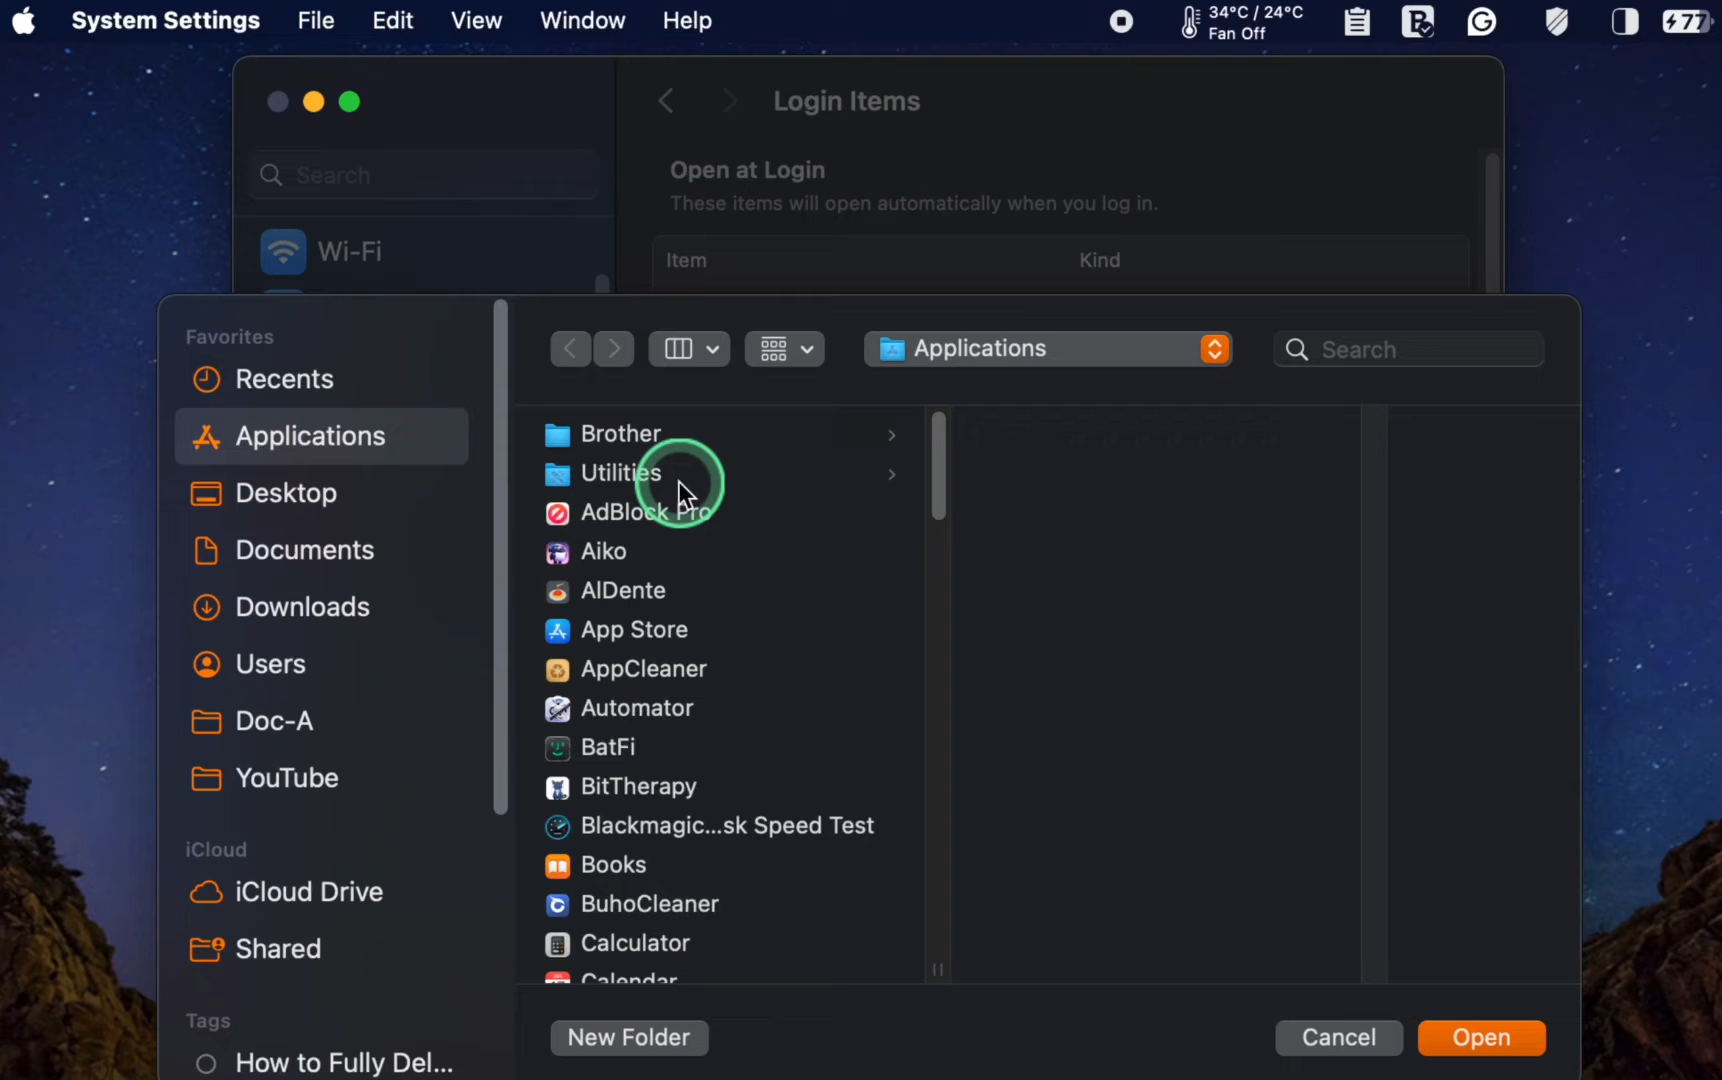 System Settings File Edit View Window Help 34°C / 24°C
Fan Off 77
Login Items
Search
Open at Login
These items will open automatically when you log in.
Wi-Fi
Item Kind
Favorites
Recents
Applications
Desktop
Documents
Downloads
Users
Doc-A
YouTube
iCloud
iCloud Drive
Shared
Tags
How to Fully Del...
Applications
Search
Brother
Utilities
AdBlock Pro
Aiko
AlDente
App Store
AppCleaner
Automator
BatFi
BitTherapy
Blackmagic...sk Speed Test
Books
BuhoCleaner
Calculator
Calendar
New Folder Cancel Open